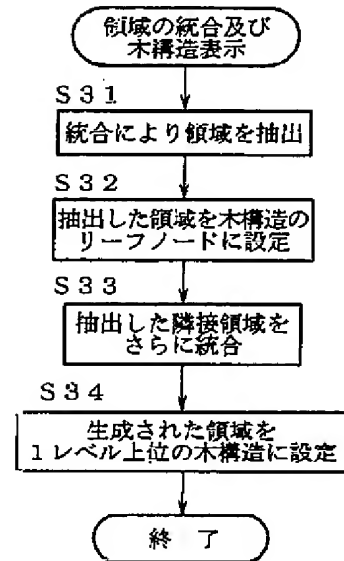 領域の統合及び
木構造表示
S31
統合により領域を抽出
S32
抽出した領域を木構造の
リーフノードに設定
S33
抽出した隣接領域を
さらに統合
S34
生成された領域を
1レベル上位の木構造に設定
終了